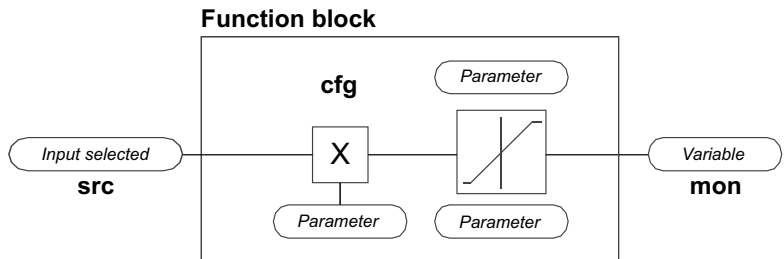 Function block
cfg
Parameter
Input selected
X
Variable
src
mon
Parameter
Parameter